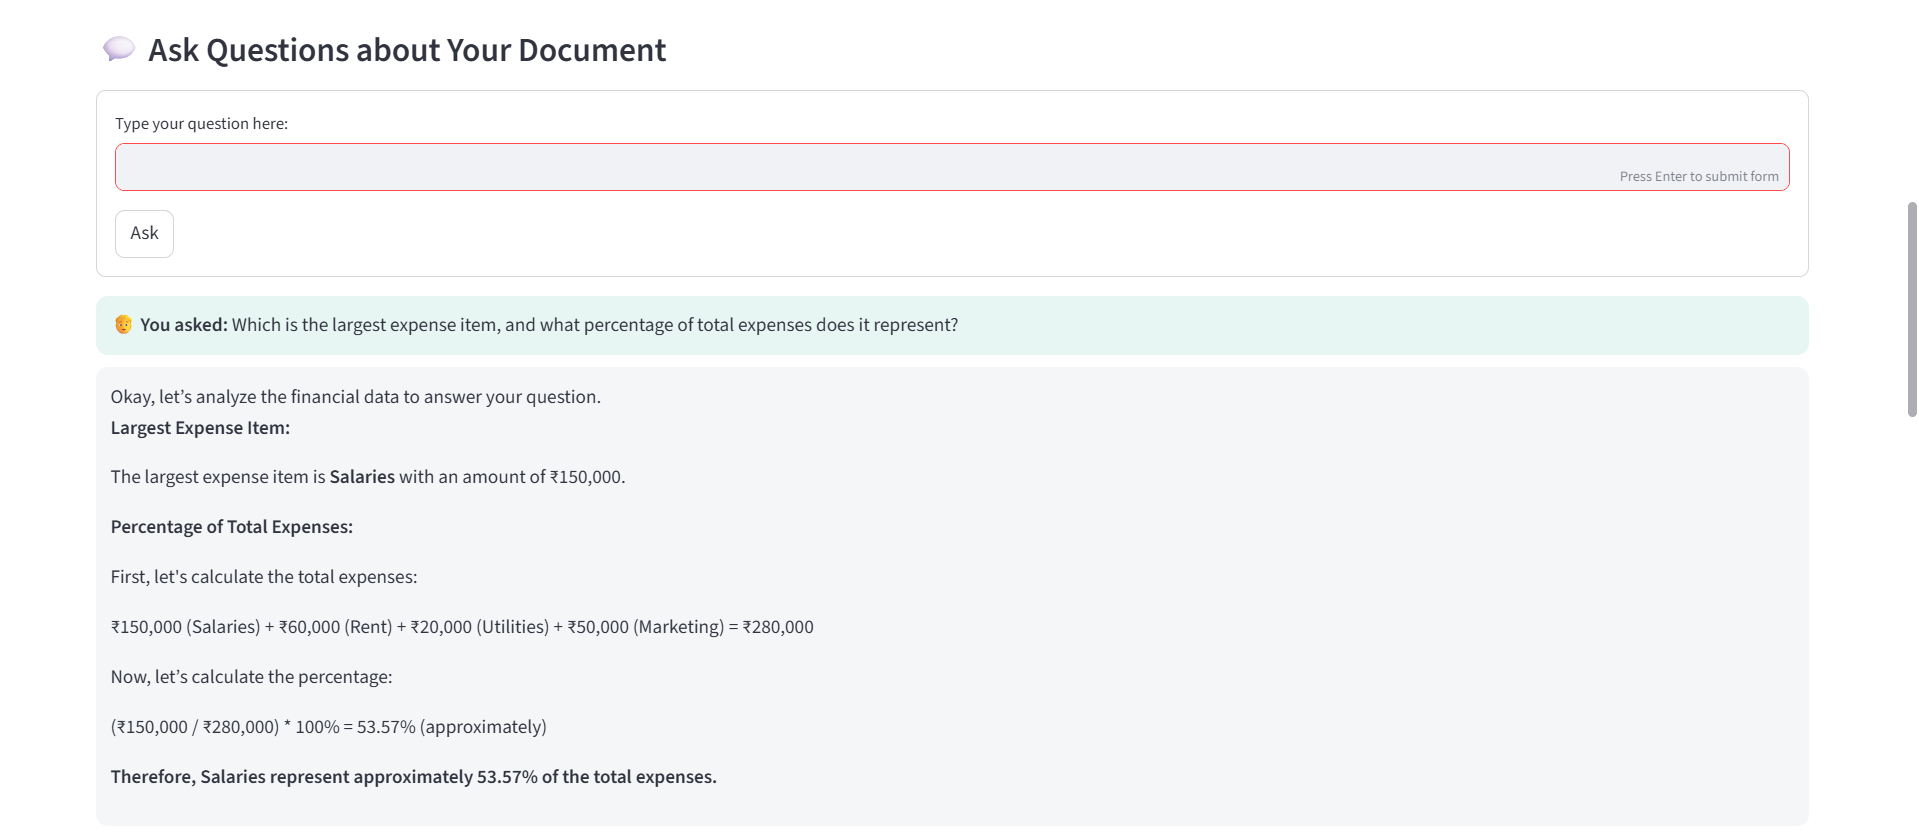 Ask Questions about Your Document
Type your question here:
Press Enter to submit form
Ask
You asked: Which is the largest expense item, and what percentage of total expenses does it represent?
Okay, let’s analyze the financial data to answer your question.
Largest Expense Item:
The largest expense item is Salaries with an amount of ₹150,000.
Percentage of Total Expenses:
First, let's calculate the total expenses:
₹150,000 (Salaries) + ₹60,000 (Rent) + ₹20,000 (Utilities) + ₹50,000 (Marketing) = ₹280,000
Now, let’s calculate the percentage:
(₹150,000 / ₹280,000) * 100% = 53.57% (approximately)
Therefore, Salaries represent approximately 53.57% of the total expenses.